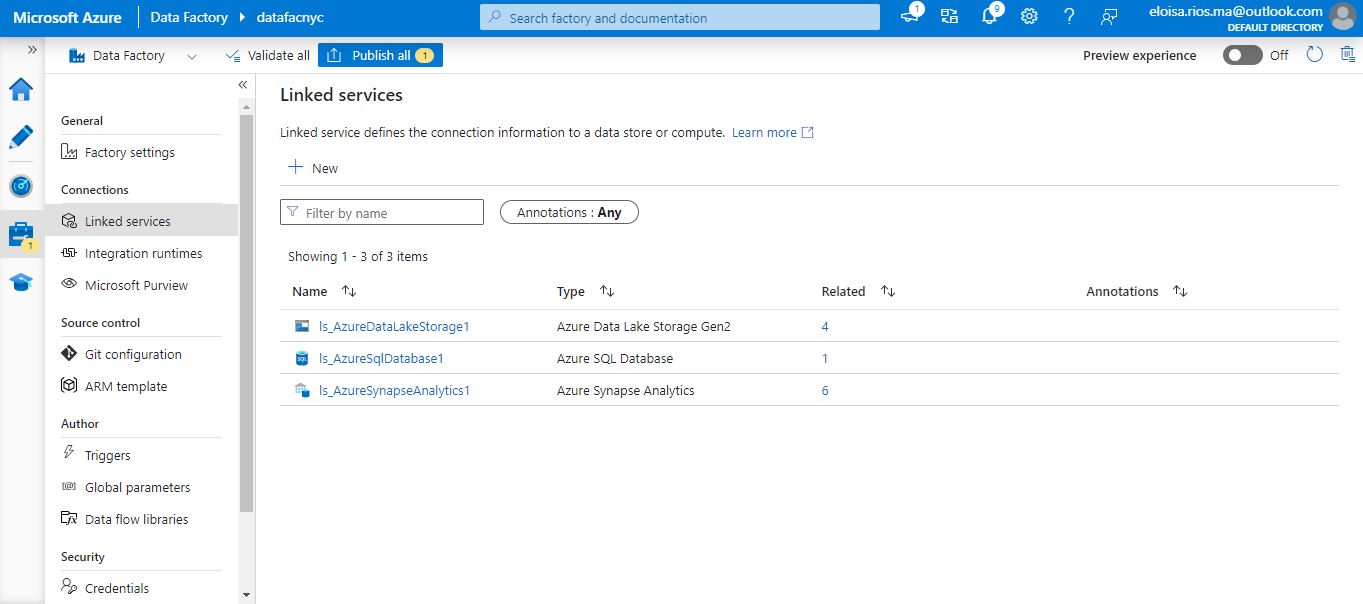 Microsoft Azure
Data Factory
datafacnyc
Search factory and documentation
1
9
eloisa.rios.ma@outlook.com
DEFAULT DIRECTORY
Data Factory
Validate all
Publish all 1
Preview experience
Off
1
General
Factory settings
Connections
Linked services
Integration runtimes
Microsoft Purview
Source control
Git configuration
ARM template
Author
Triggers
Global parameters
Data flow libraries
Security
Credentials
Linked services
Linked service defines the connection information to a data store or compute. Learn more
New
Filter by name
Annotations : Any
Showing 1 - 3 of 3 items
Name Type Related Annotations
ls_AzureDataLakeStorage1 Azure Data Lake Storage Gen2 4
SQL ls_AzureSqlDatabase1 Azure SQL Database 1
ls_AzureSynapseAnalytics1 Azure Synapse Analytics 6